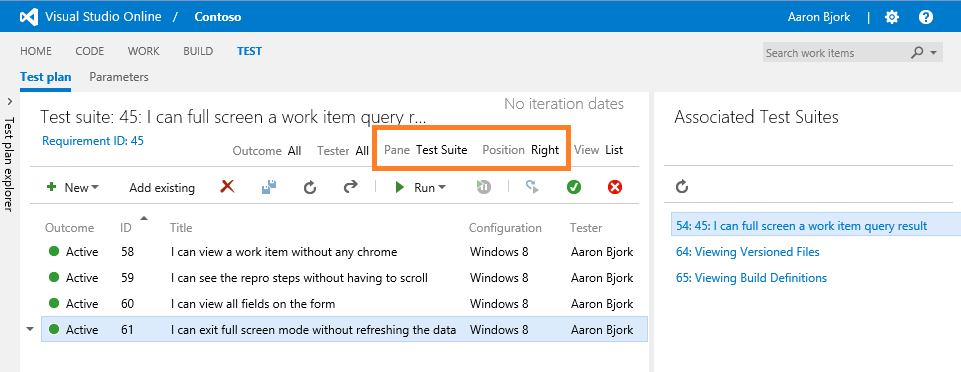 Visual Studio Online / Contoso
Aaron Bjork | ?
HOME CODE WORK BUILD TEST
Search work items
Test plan Parameters
Test plan explorer
No iteration dates
Test suite: 45: I can full screen a work item query r...
Requirement ID: 45
Outcome All Tester All Pane Test Suite Position Right View List
New Add existing Run
Outcome ID Title Configuration Tester
Active 58 I can view a work item without any chrome Windows 8 Aaron Bjork
Active 59 I can see the repro steps without having to scroll Windows 8 Aaron Bjork
Active 60 I can view all fields on the form Windows 8 Aaron Bjork
Active 61 I can exit full screen mode without refreshing the data Windows 8 Aaron Bjork
Associated Test Suites
54: 45: I can full screen a work item query result
64: Viewing Versioned Files
65: Viewing Build Definitions